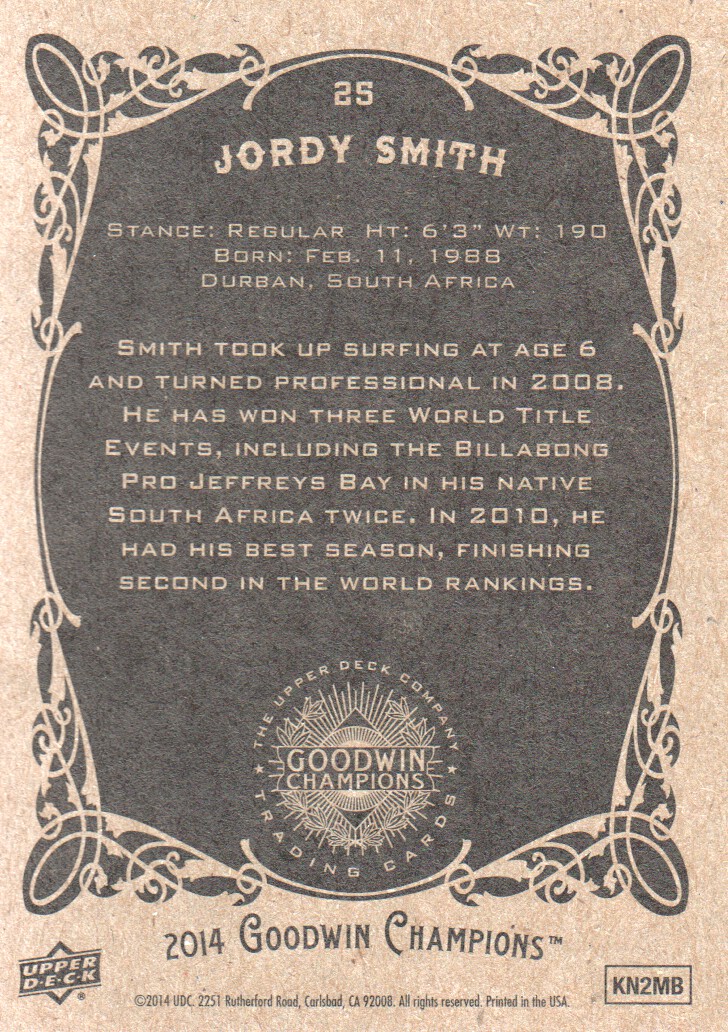 25
JORDY SMITH
STANCE: REGULAR HT: 6'3" WT: 190
BORN: FEB. 11, 1988
DURBAN, SOUTH AFRICA
SMITH TOOK UP SURFING AT AGE 6
AND TURNED PROFESSIONAL IN 2008.
HE HAS WON THREE WORLD TITLE
EVENTS, INCLUDING THE BILLABONG
PRO JEFFREYS BAY IN HIS NATIVE
SOUTH AFRICA TWICE. IN 2010, HE
HAD HIS BEST SEASON, FINISHING
SECOND IN THE WORLD RANKINGS.
THE UPPER DECK COMPANY
GOODWIN
CHAMPIONS
★ TRADING CARDS ★
2014 GOODWIN CHAMPIONS™
UPPER
D·E·C·K®
©2014 UDC. 2251 Rutherford Road, Carlsbad, CA 92008. All rights reserved. Printed in the USA.
KN2MB